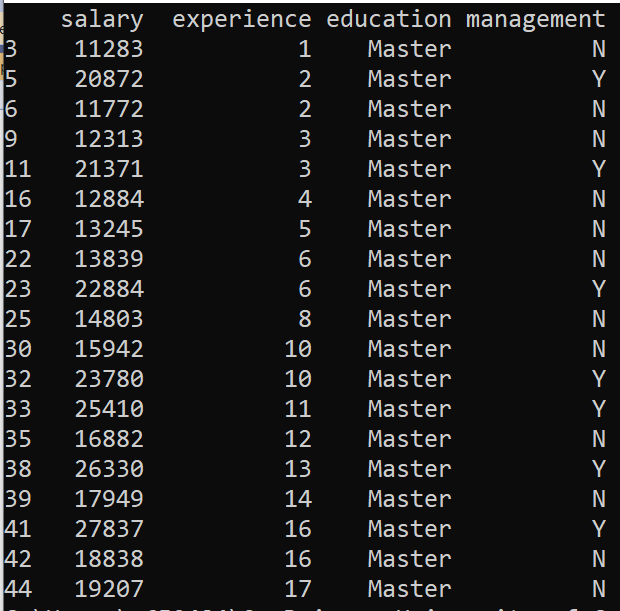 salary experience education management
3 11283 1 Master N
5 20872 2 Master Y
6 11772 2 Master N
9 12313 3 Master N
11 21371 3 Master Y
16 12884 4 Master N
17 13245 5 Master N
22 13839 6 Master N
23 22884 6 Master Y
25 14803 8 Master N
30 15942 10 Master N
32 23780 10 Master Y
33 25410 11 Master Y
35 16882 12 Master N
38 26330 13 Master Y
39 17949 14 Master N
41 27837 16 Master Y
42 18838 16 Master N
44 19207 17 Master N